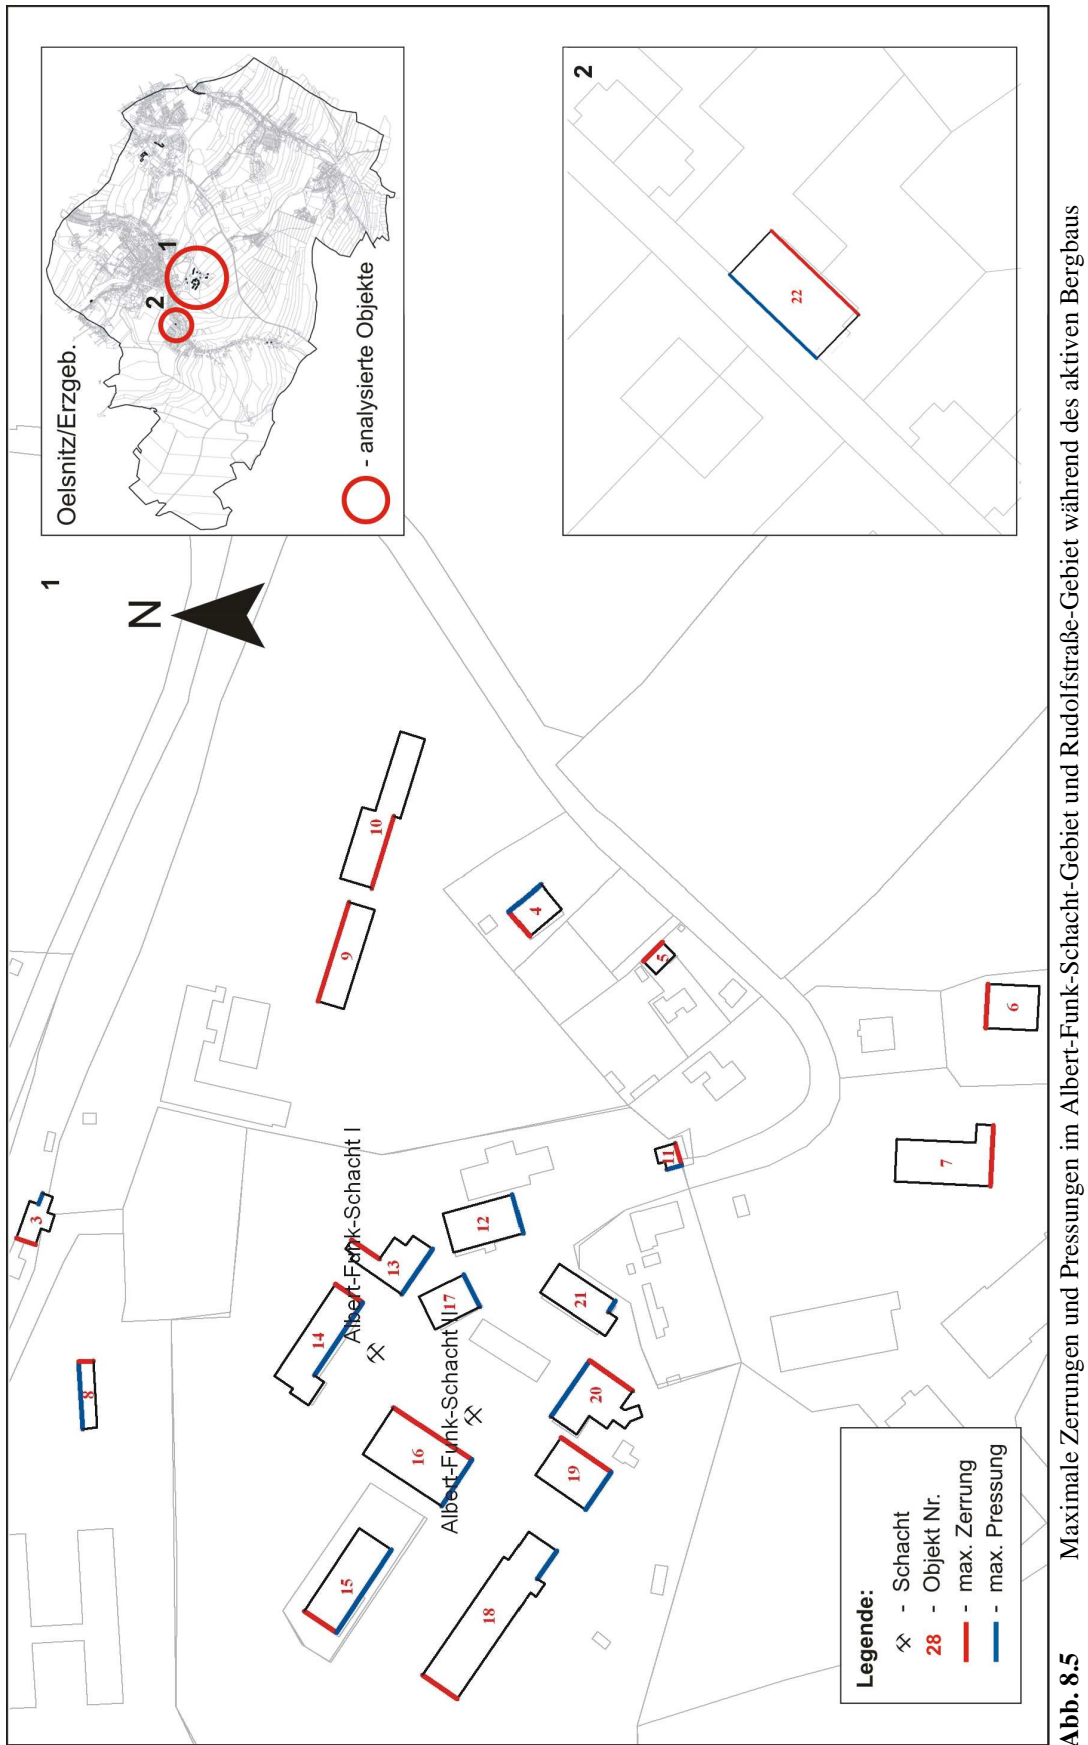 1
N
Oelsnitz/Erzgeb.
2
1
- analysierte Objekte
2
22
3
8
9
10
4
5
6
7
11
12
13
14
Albert-Funk-Schacht I
15
16
17
Albert-Funk-Schacht II
18
19
20
21
Legende:
- Schacht
28 - Objekt Nr.
- max. Zerrung
- max. Pressung
Abb. 8.5 Maximale Zerrungen und Pressungen im Albert-Funk-Schacht-Gebiet und Rudolfstraße-Gebiet während des aktiven Bergbaus